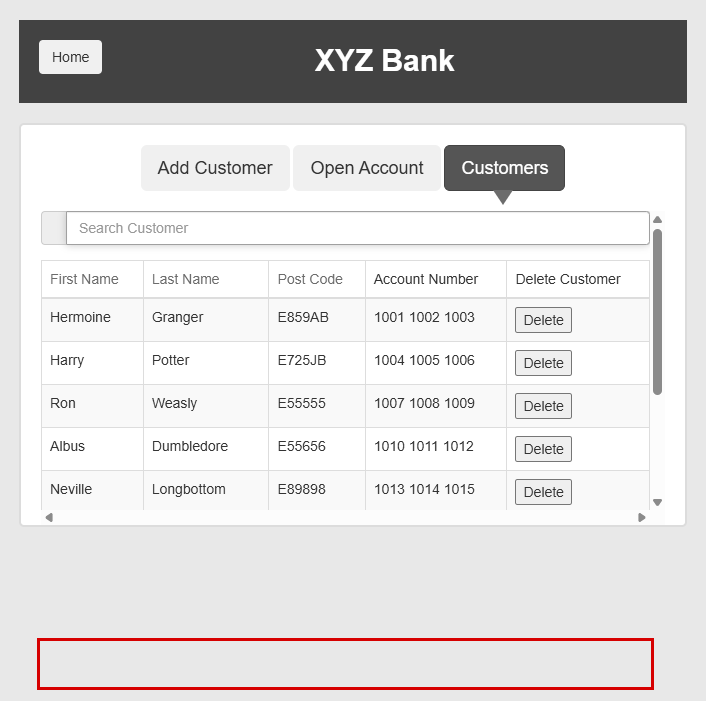 Home
XYZ Bank
Add Customer Open Account Customers
Search Customer
First Name Last Name Post Code Account Number Delete Customer
Hermoine Granger E859AB 1001 1002 1003 Delete
Harry Potter E725JB 1004 1005 1006 Delete
Ron Weasly E55555 1007 1008 1009 Delete
Albus Dumbledore E55656 1010 1011 1012 Delete
Neville Longbottom E89898 1013 1014 1015 Delete